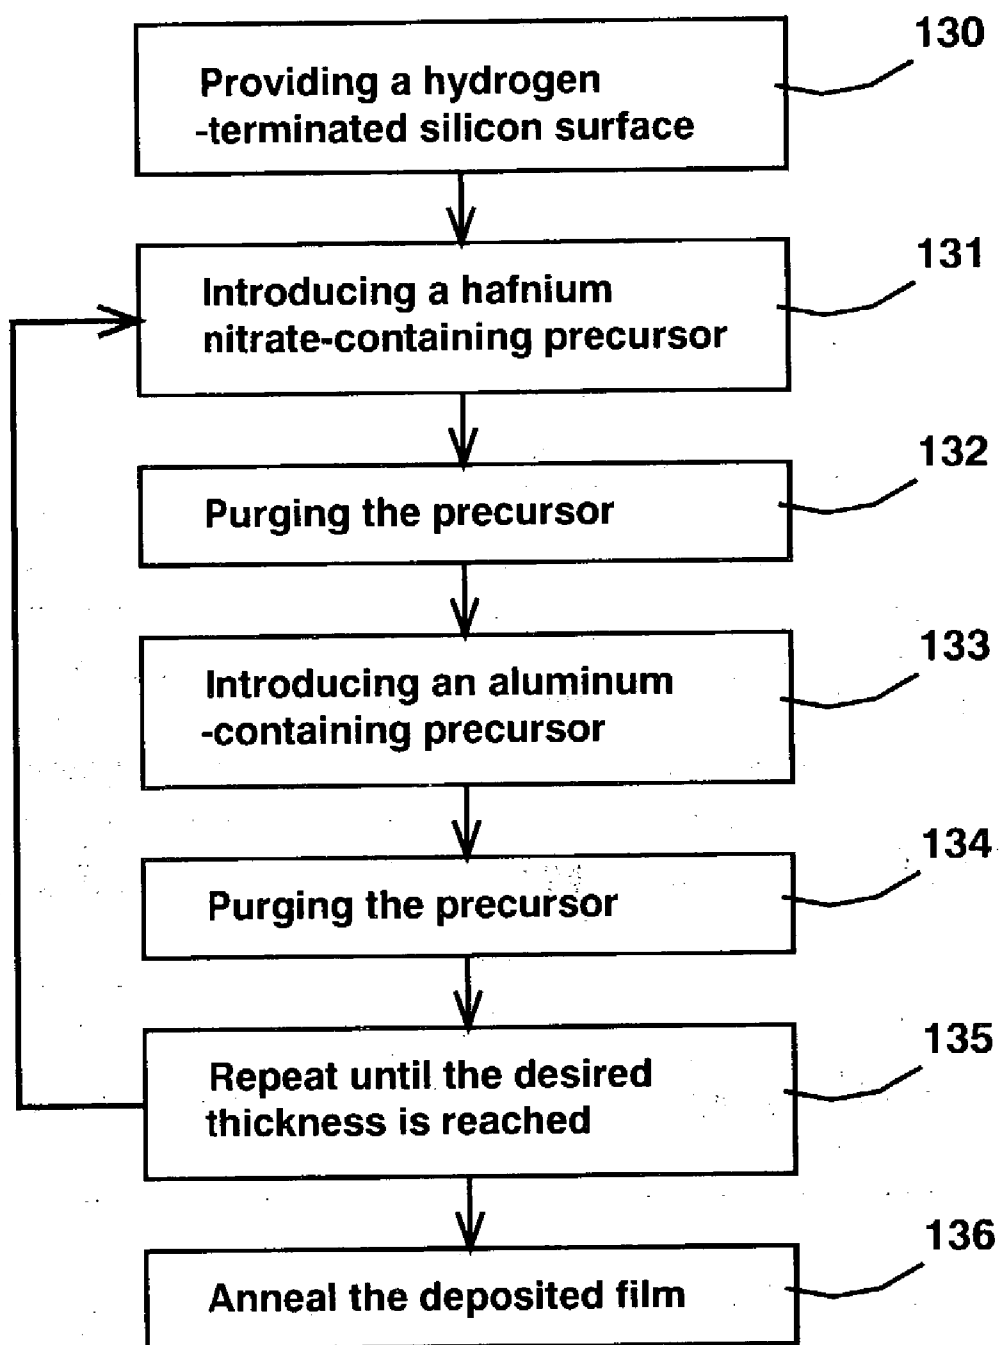 130
Providing a hydrogen
-terminated silicon surface
131
Introducing a hafnium
nitrate-containing precursor
132
Purging the precursor
133
Introducing an aluminum
-containing precursor
134
Purging the precursor
135
Repeat until the desired
thickness is reached
136
Anneal the deposited film